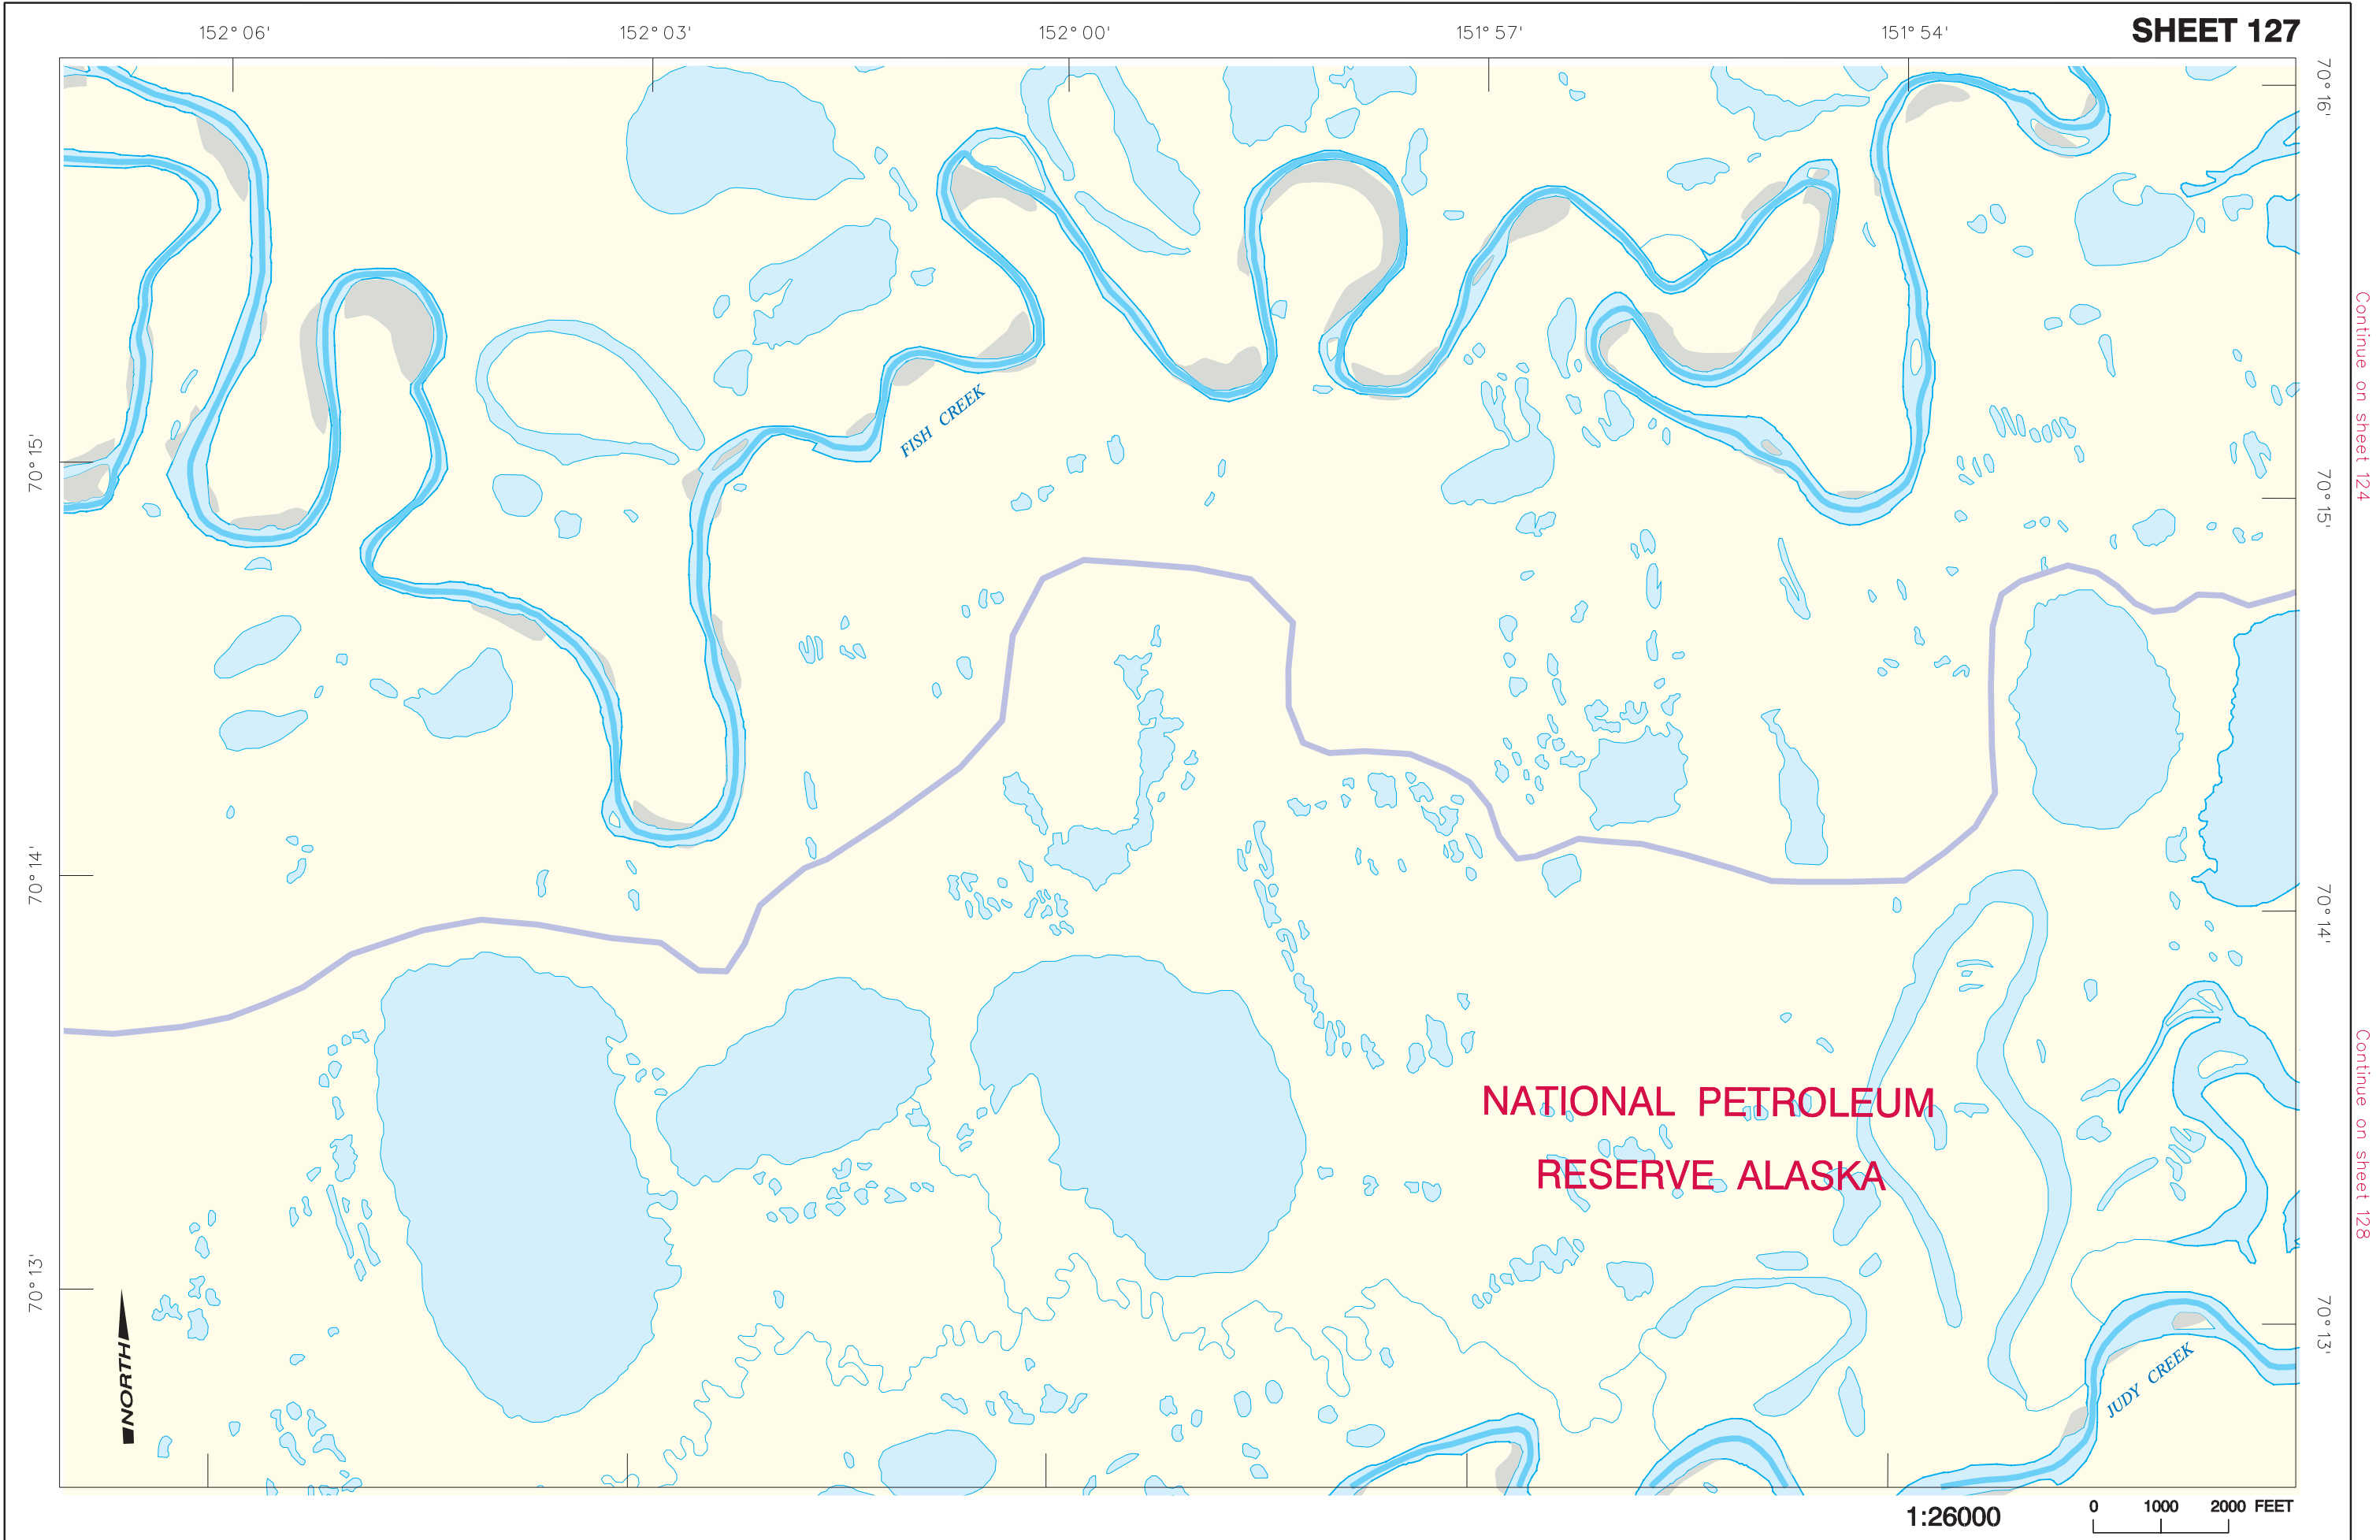 SHEET 127
152° 06'
152° 03'
152° 00'
151° 57'
151° 54'
70° 16'
Continue on sheet 124
FISH CREEK
70° 15'
70° 15'
70° 14'
70° 14'
Continue on sheet 128
NATIONAL PETROLEUM
RESERVE ALASKA
70° 13'
70° 13'
NORTH
JUDY CREEK
1:26000
0 1000 2000 FEET